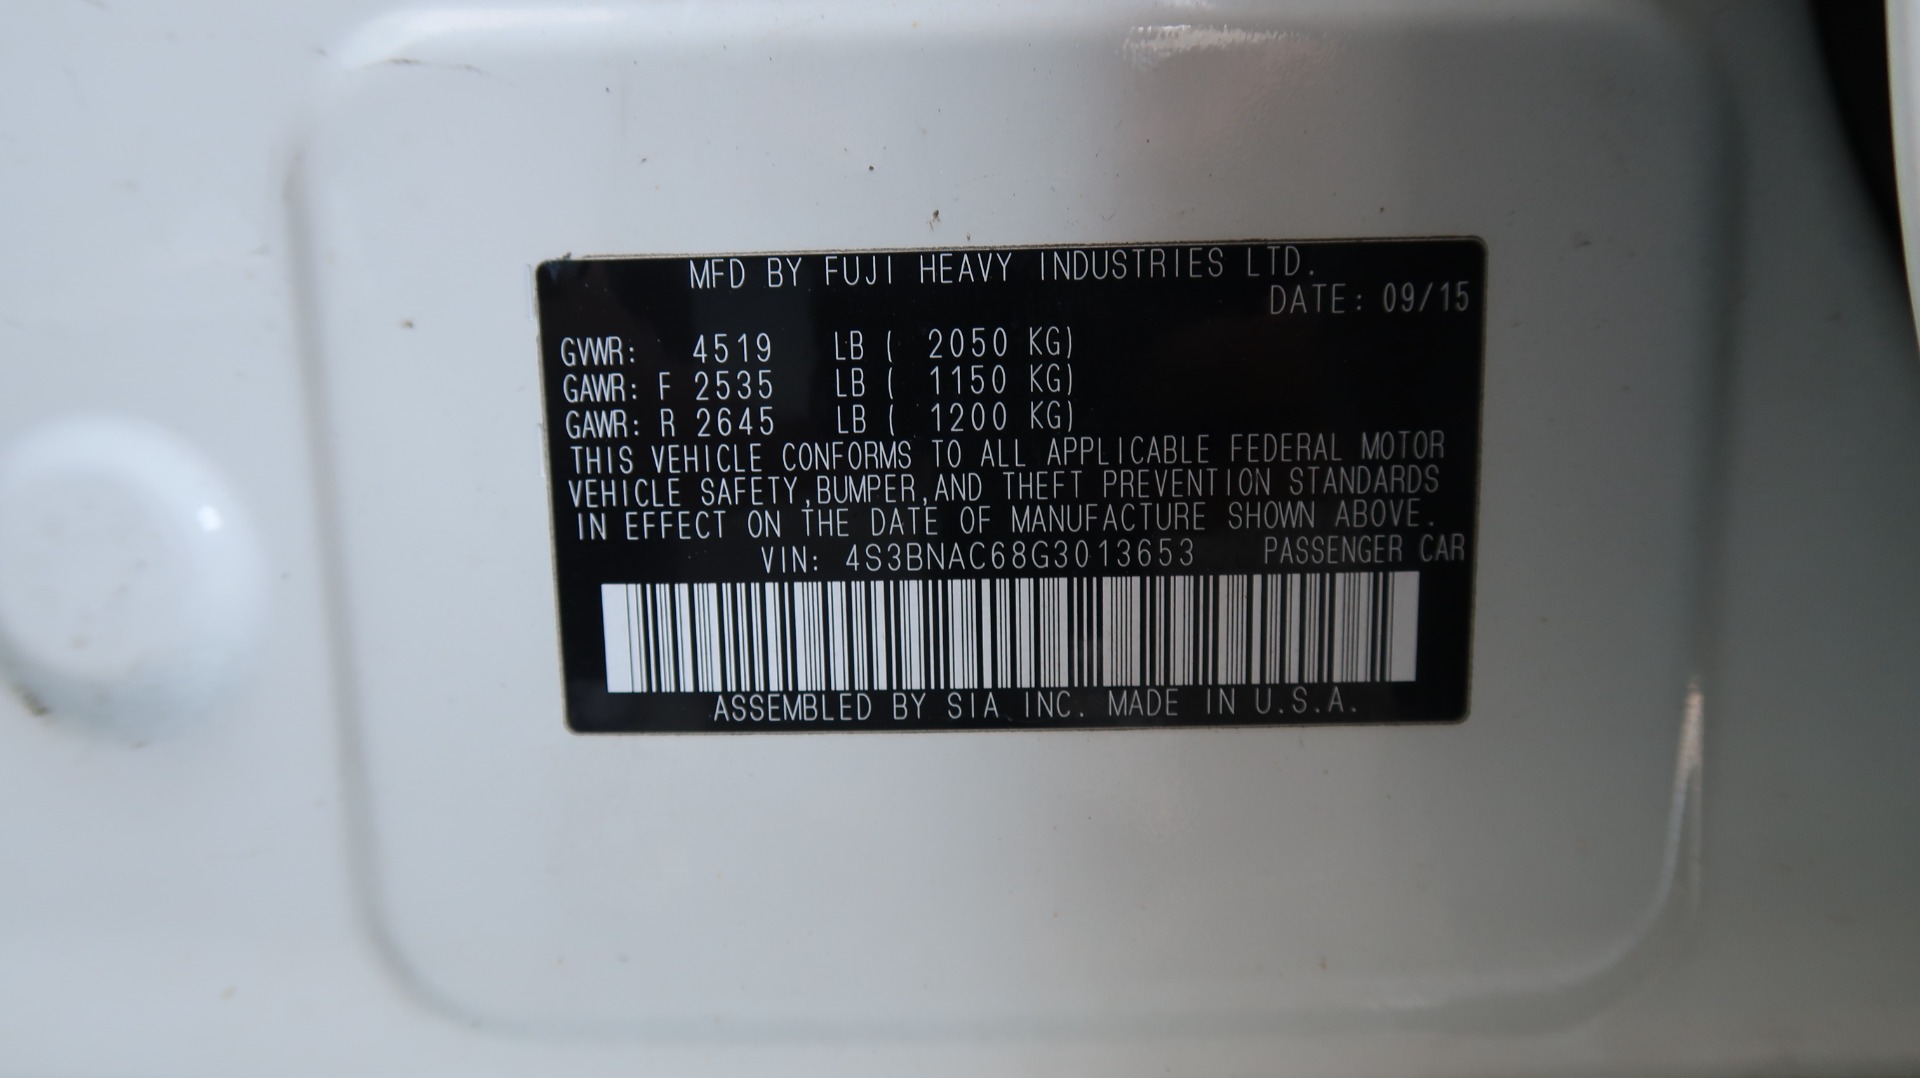 MFD BY FUJI HEAVY INDUSTRIES LTD.
DATE: 09/15
GVWR: 4519 LB ( 2050 KG)
GAWR: F 2535 LB ( 1150 KG)
GAWR: R 2645 LB ( 1200 KG)
THIS VEHICLE CONFORMS TO ALL APPLICABLE FEDERAL MOTOR
VEHICLE SAFETY,BUMPER,AND THEFT PREVENTION STANDARDS
IN EFFECT ON THE DATE OF MANUFACTURE SHOWN ABOVE.
VIN: 4S3BNAC68G3013653 PASSENGER CAR
ASSEMBLED BY SIA INC. MADE IN U.S.A.